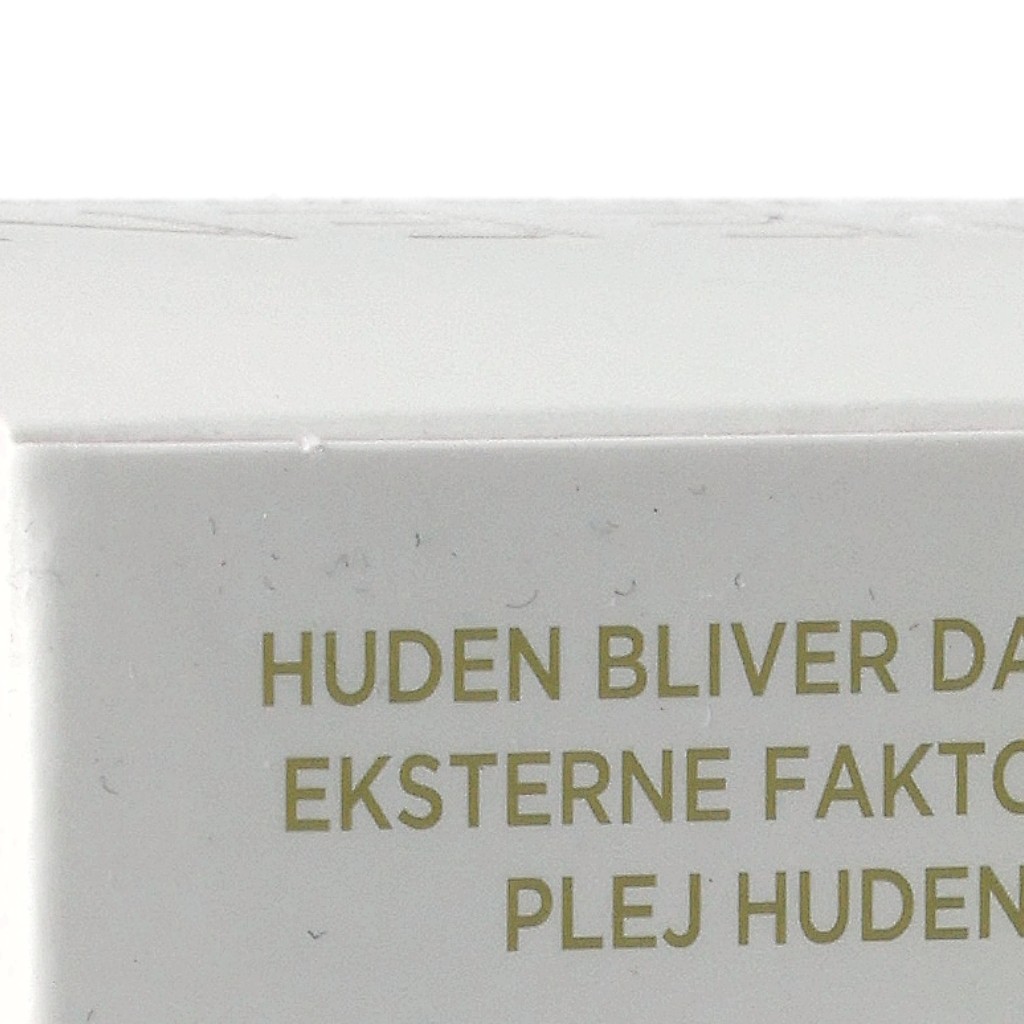 HUDEN BLIVER DA
EKSTERNE FAKTO
PLEJ HUDEN